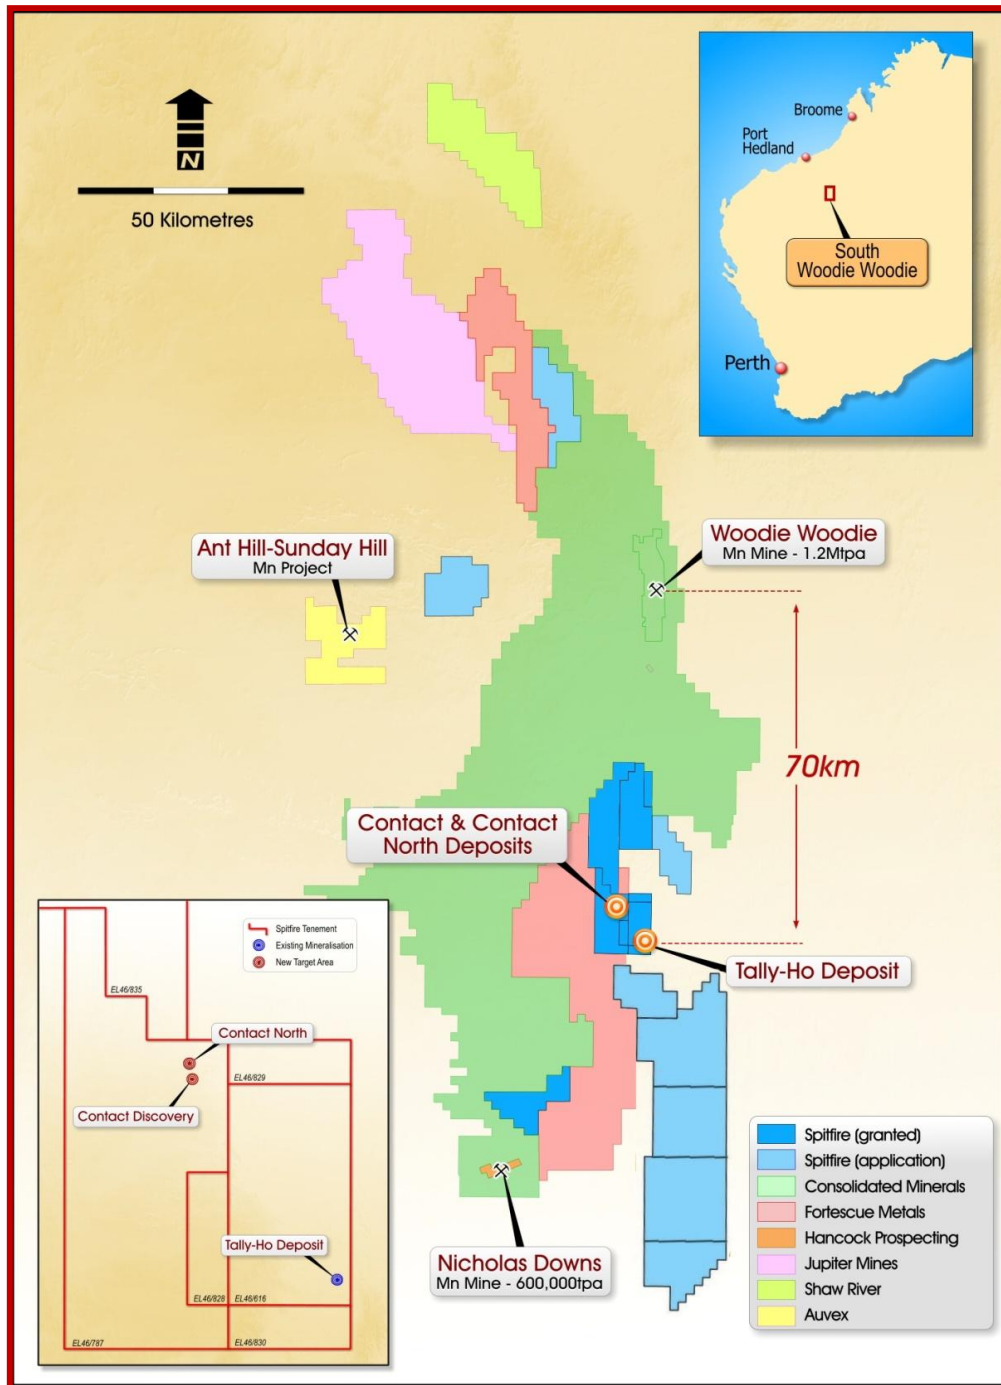 N
50 Kilometres
Broome
Port
Hedland
South
Woodie Woodie
Perth
Ant Hill-Sunday Hill
Mn Project
Woodie Woodie
Mn Mine - 1.2Mtpa
70km
Contact & Contact
North Deposits
Tally-Ho Deposit
Nicholas Downs
Mn Mine - 600,000tpa
Spitfire Tenement
Existing Mineralisation
New Target Area
EL46/835
Contact North
EL46/829
Contact Discovery
Tally-Ho Deposit
EL46/828
EL46/616
EL46/787
EL46/830
Spitfire (granted)
Spitfire (application)
Consolidated Minerals
Fortescue Metals
Hancock Prospecting
Jupiter Mines
Shaw River
Auvex